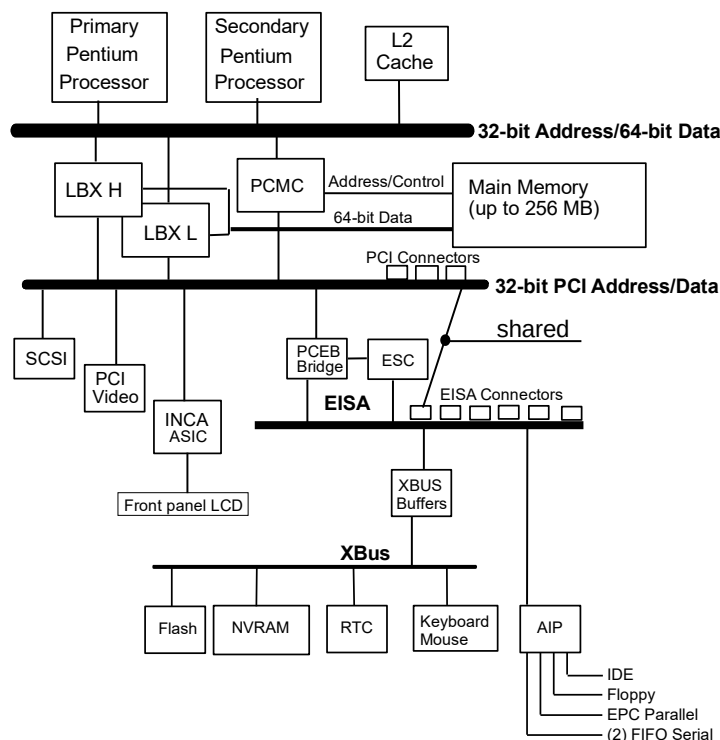 Primary
Pentium
Processor
Secondary
Pentium
Processor
L2
Cache
32-bit Address/64-bit Data
LBX H
LBX L
PCMC
Address/Control
64-bit Data
Main Memory
(up to 256 MB)
PCI Connectors
32-bit PCI Address/Data
shared
SCSI
PCI
Video
INCA
ASIC
Front panel LCD
PCEB
Bridge
ESC
EISA
EISA Connectors
XBUS
Buffers
XBus
Flash
NVRAM
RTC
Keyboard
Mouse
AIP
IDE
Floppy
EPC Parallel
(2) FIFO Serial